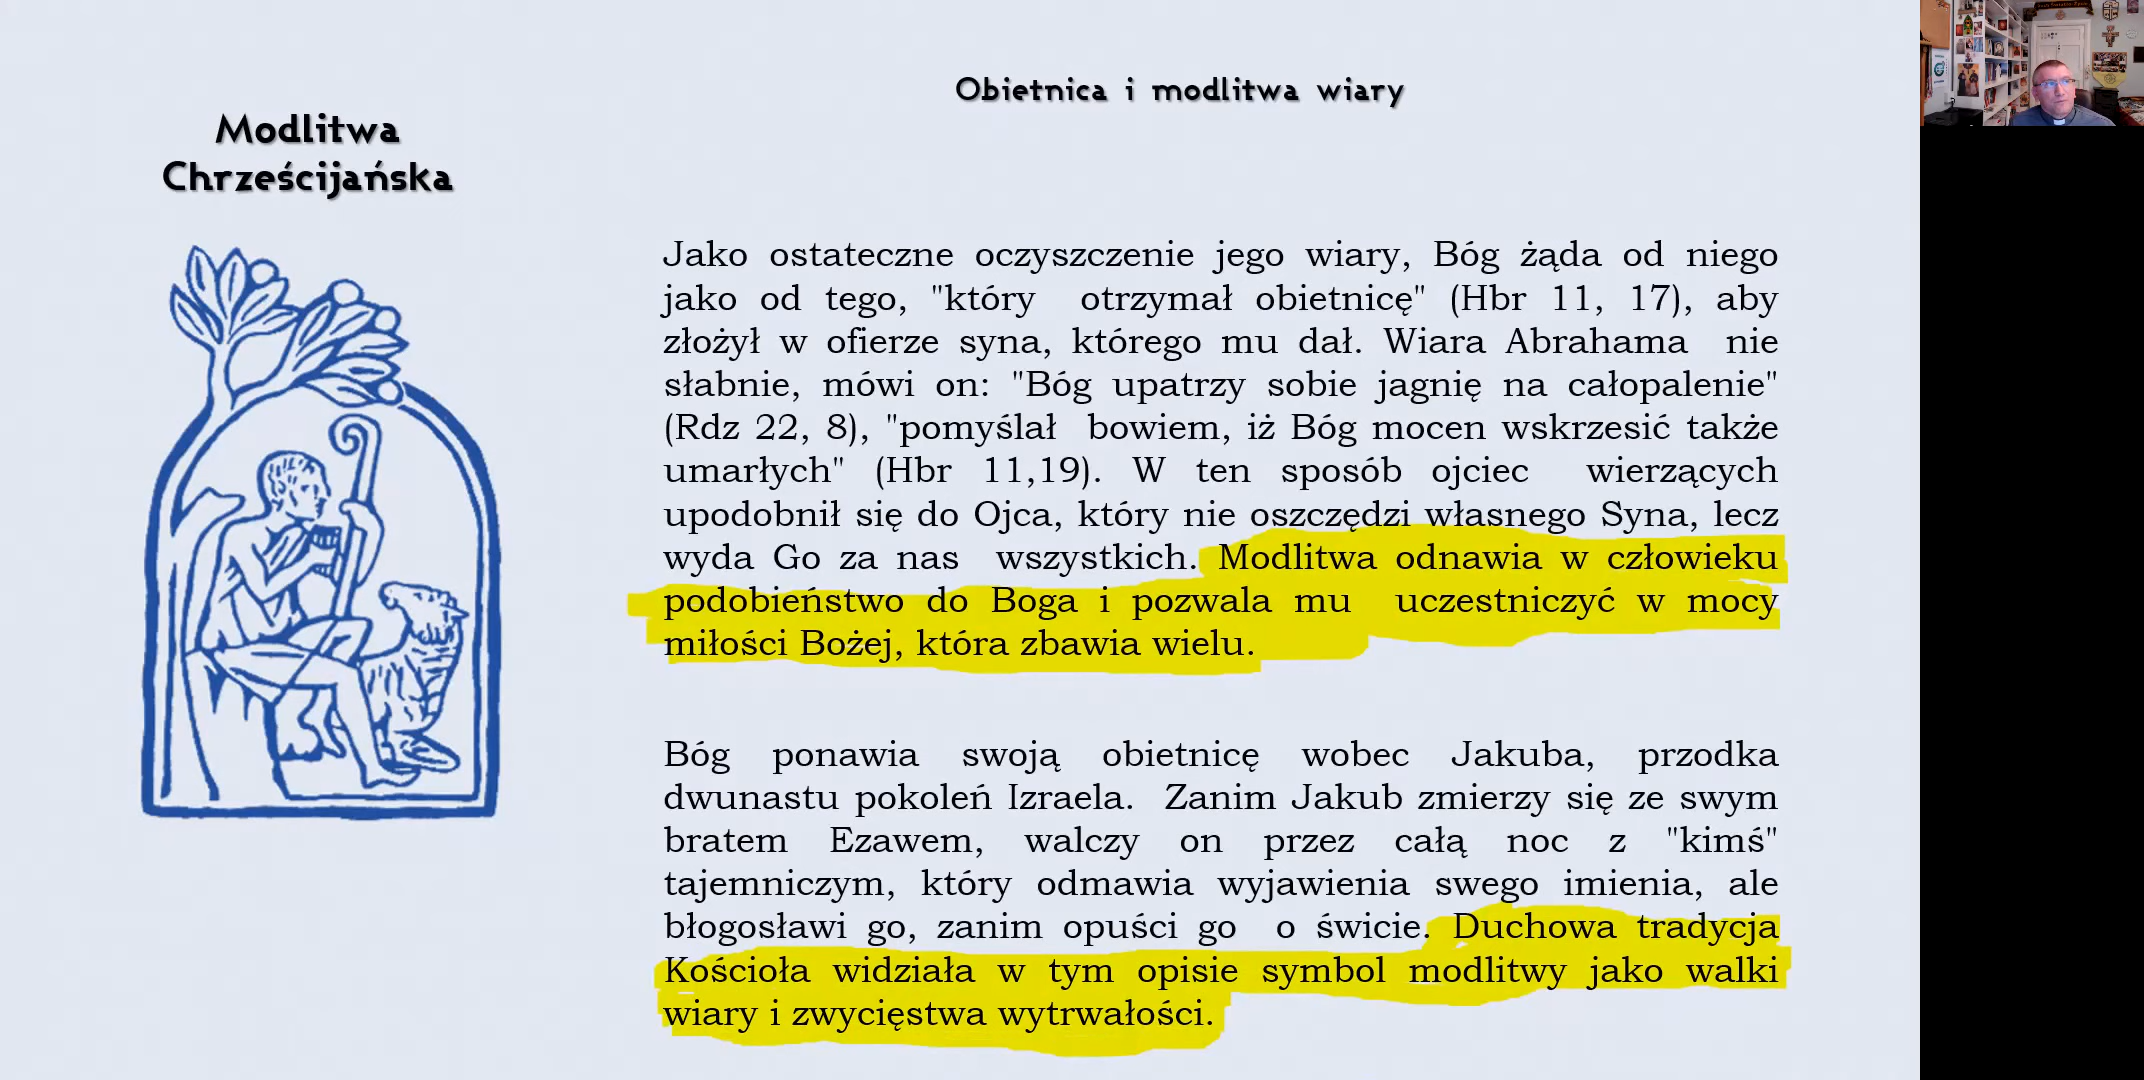 Modlitwa
Chrześcijańska
Obietnica i modlitwa wiary
Jako ostateczne oczyszczenie jego wiary, Bóg żąda od niego
jako od tego, "który otrzymał obietnicę" (Hbr 11, 17), aby
złożył w ofierze syna, którego mu dał. Wiara Abrahama nie
słabnie, mówi on: "Bóg upatrzy sobie jagnię na całopalenie"
(Rdz 22, 8), "pomyślał bowiem, iż Bóg mocen wskrzesić także
umarłych" (Hbr 11,19). W ten sposób ojciec wierzących
upodobnił się do Ojca, który nie oszczędzi własnego Syna, lecz
wyda Go za nas wszystkich. Modlitwa odnawia w człowieku
podobieństwo do Boga i pozwala mu uczestniczyć w mocy
miłości Bożej, która zbawia wielu.
Bóg ponawia swoją obietnicę wobec Jakuba, przodka
dwunastu pokoleń Izraela. Zanim Jakub zmierzy się ze swym
bratem Ezawem, walczy on przez całą noc z "kimś"
tajemniczym, który odmawia wyjawienia swego imienia, ale
błogosławi go, zanim opuści go o świcie. Duchowa tradycja
Kościoła widziała w tym opisie symbol modlitwy jako walki
wiary i zwycięstwa wytrwałości.